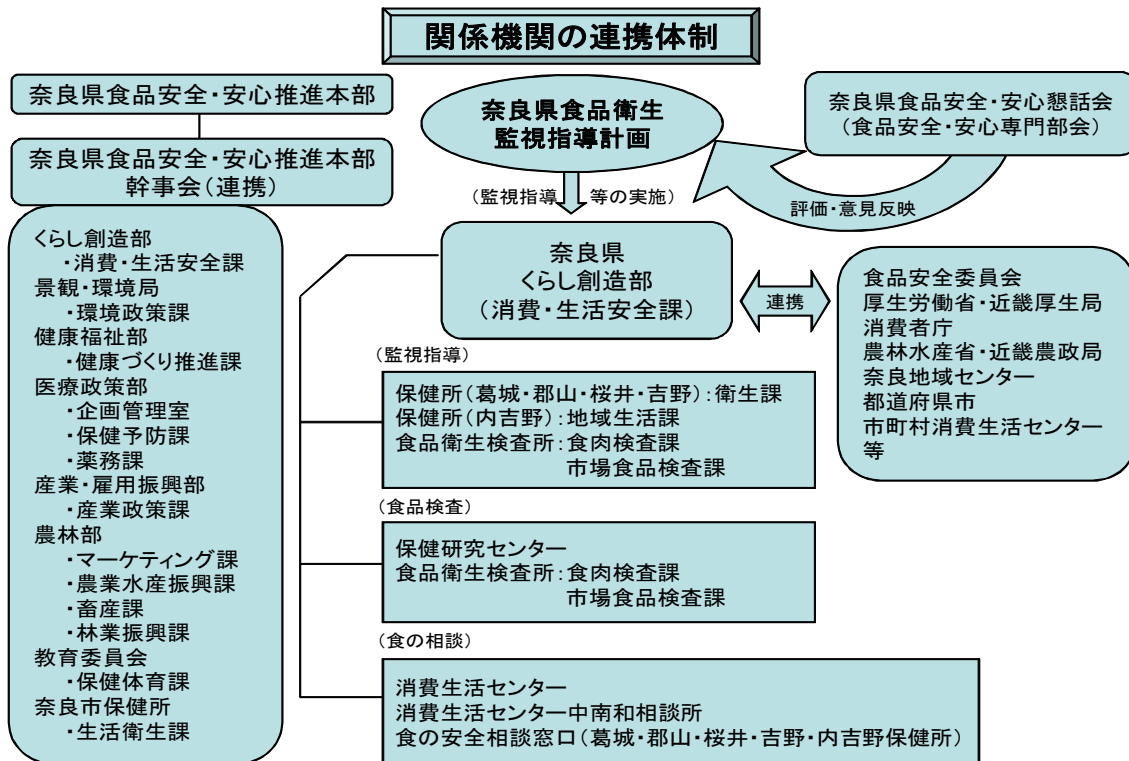 関係機関の連携体制
奈良県食品安全・安心推進本部
奈良県食品安全・安心推進本部
幹事会(連携)
くらし創造部
・消費・生活安全課
景観・環境局
・環境政策課
健康福祉部
・健康づくり推進課
医療政策部
・企画管理室
・保健予防課
・薬務課
産業・雇用振興部
・産業政策課
農林部
・マーケティング課
・農業水産振興課
・畜産課
・林業振興課
教育委員会
・保健体育課
奈良市保健所
・生活衛生課
奈良県食品衛生
監視指導計画
奈良県食品安全・安心懇話会
(食品安全・安心専門部会)
評価・意見反映
(監視指導 等の実施)
奈良県
くらし創造部
(消費・生活安全課)
連携
食品安全委員会
厚生労働省・近畿厚生局
消費者庁
農林水産省・近畿農政局
奈良地域センター
都道府県市
市町村消費生活センター
等
(監視指導)
保健所(葛城・郡山・桜井・吉野):衛生課
保健所(内吉野):地域生活課
食品衛生検査所:食肉検査課
市場食品検査課
(食品検査)
保健研究センター
食品衛生検査所:食肉検査課
市場食品検査課
(食の相談)
消費生活センター
消費生活センター中南和相談所
食の安全相談窓口(葛城・郡山・桜井・吉野・内吉野保健所)